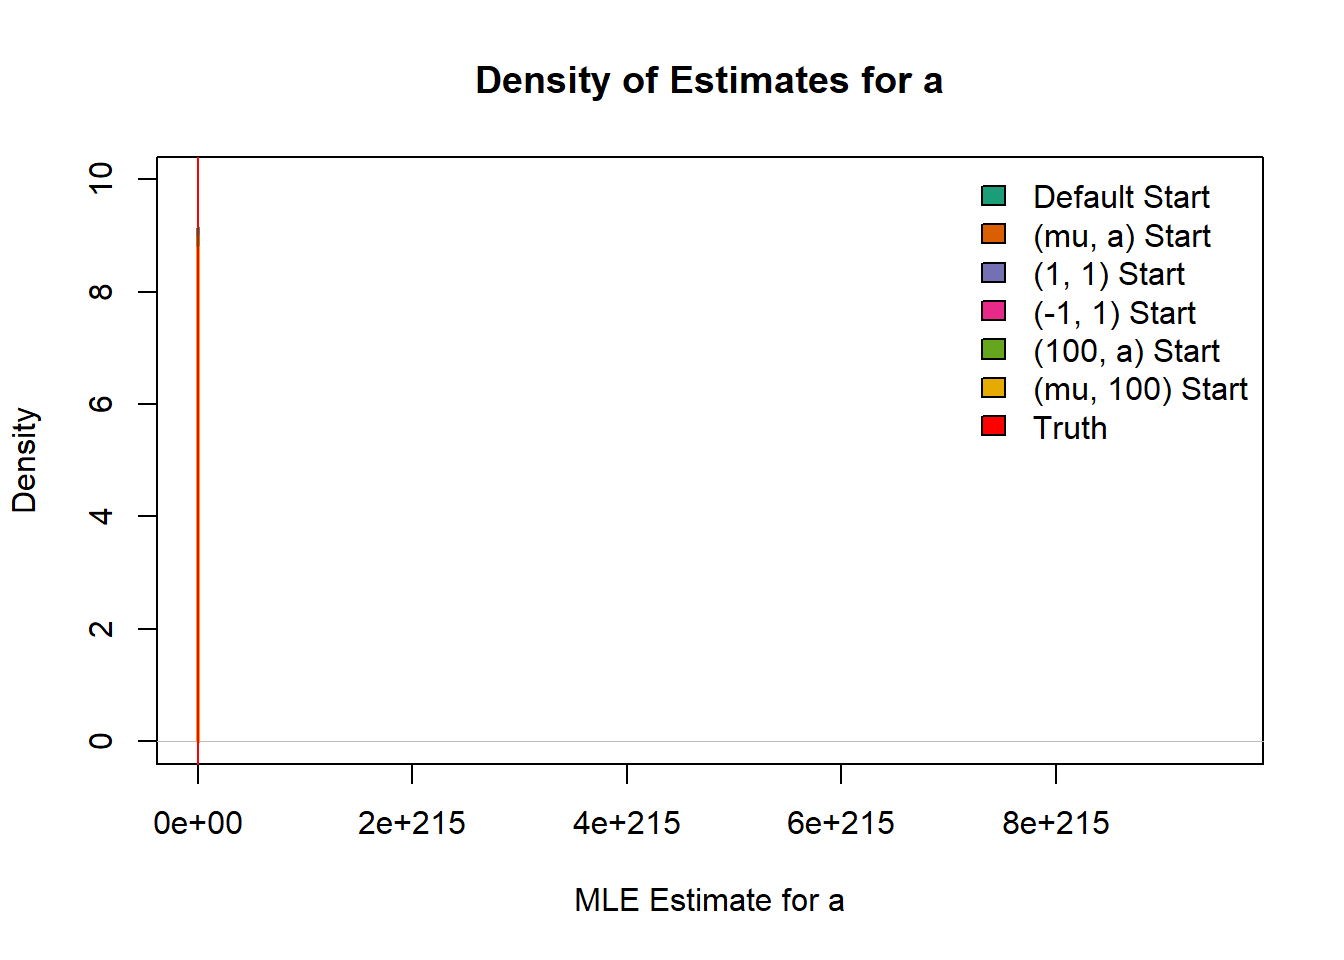 Density of Estimates for a
Density
10
8
6
4
2
0
Default Start
(mu, a) Start
(1, 1) Start
(-1, 1) Start
(100, a) Start
(mu, 100) Start
Truth
0e+00 2e+215 4e+215 6e+215 8e+215
MLE Estimate for a